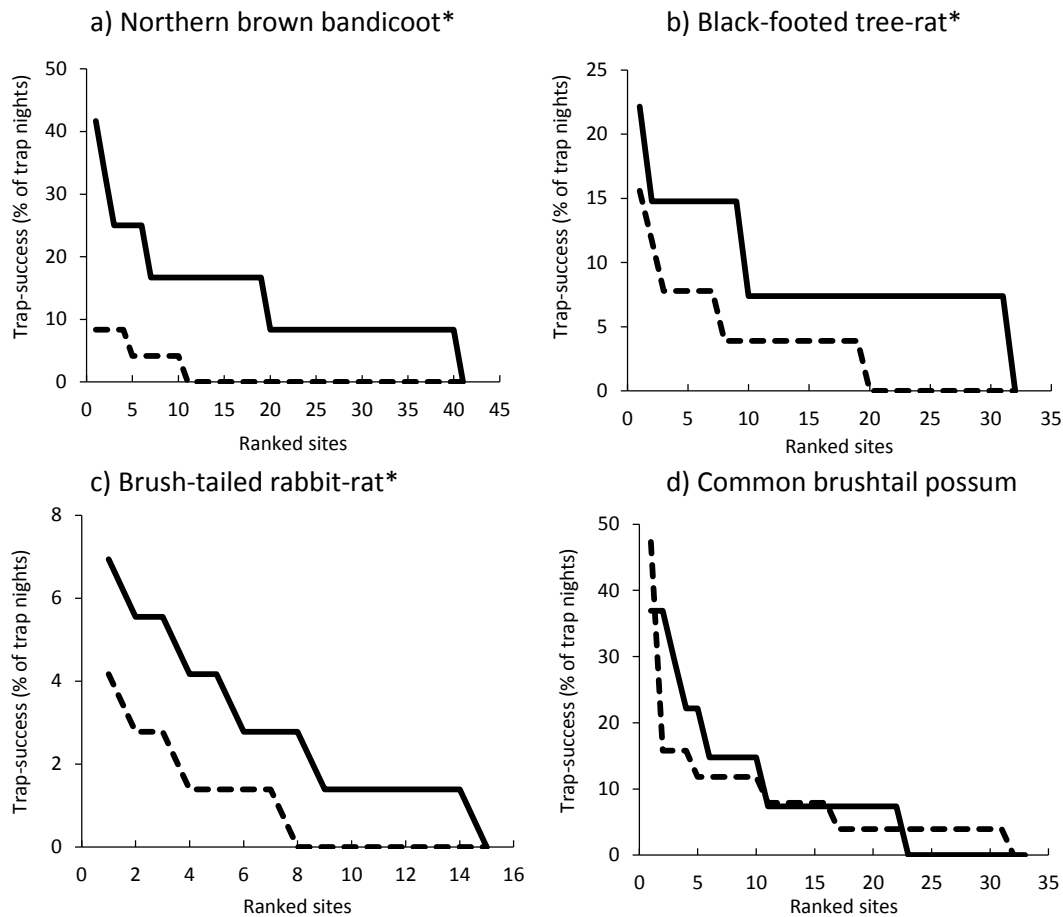 a) Northern brown bandicoot*
Trap-success (% of trap nights)
50
40
30
20
10
0
0 5 10 15 20 25 30 35 40 45
Ranked sites
b) Black-footed tree-rat*
Trap-success (% of trap nights)
25
20
15
10
5
0
0 5 10 15 20 25 30 35
Ranked sites
c) Brush-tailed rabbit-rat*
Trap-success (% of trap nights)
8
6
4
2
0
0 2 4 6 8 10 12 14 16
Ranked sites
d) Common brushtail possum
Trap-success (% of trap nights)
50
40
30
20
10
0
0 5 10 15 20 25 30 35
Ranked sites